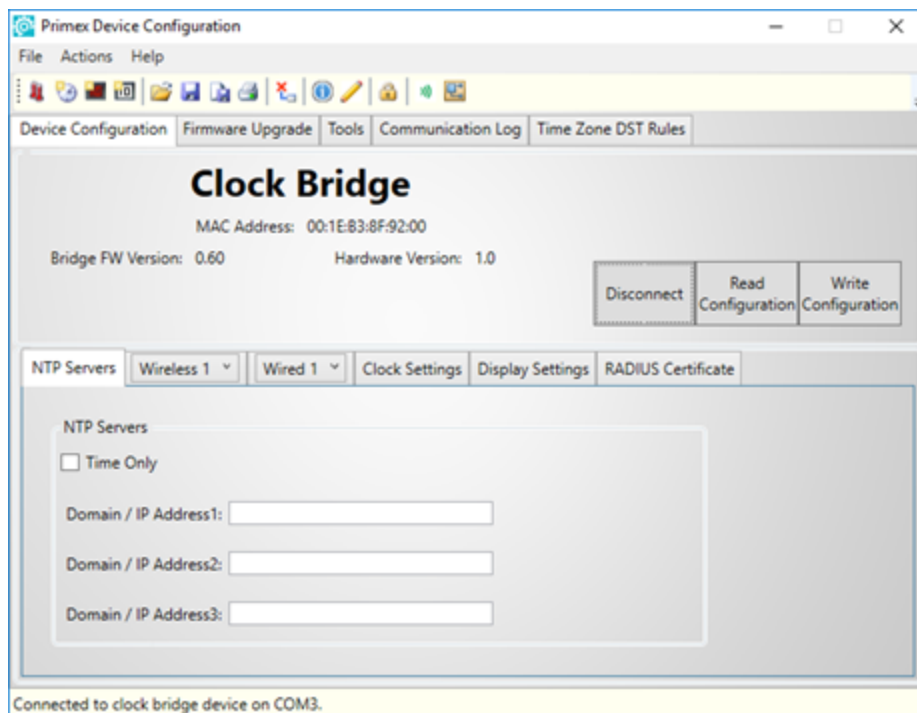 Primex Device Configuration
File Actions Help
Device Configuration Firmware Upgrade Tools Communication Log Time Zone DST Rules
Clock Bridge
MAC Address: 00:1E:B3:8F:92:00
Bridge FW Version: 0.60 Hardware Version: 1.0
Disconnect
Read Configuration
Write Configuration
NTP Servers Wireless 1 Wired 1 Clock Settings Display Settings RADIUS Certificate
NTP Servers
Time Only
Domain / IP Address1:
Domain / IP Address2:
Domain / IP Address3:
Connected to clock bridge device on COM3.